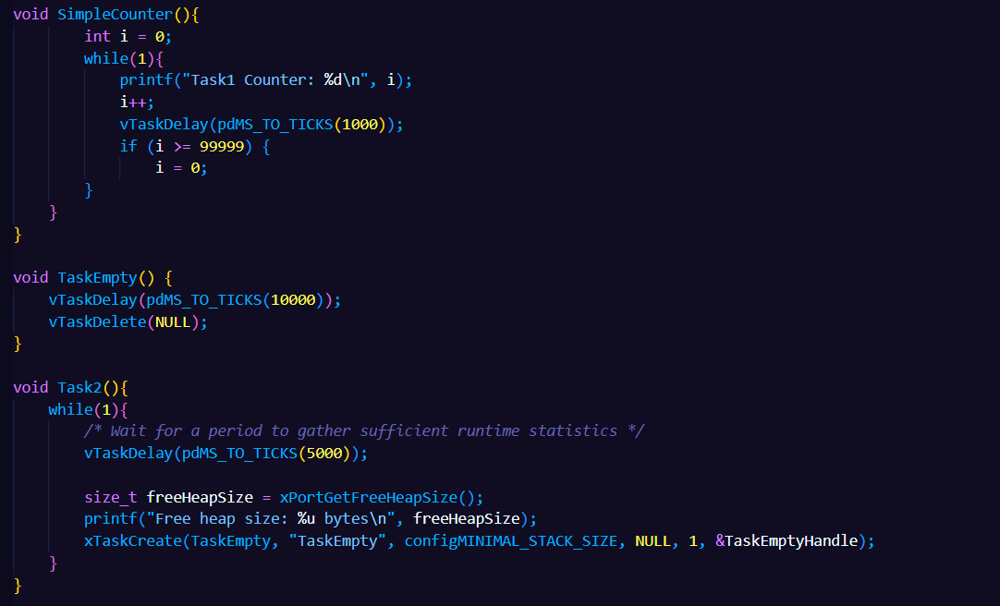 void SimpleCounter(){
        int i = 0;
        while(1){
            printf("Task1 Counter: %d\n", i);
            i++;
            vTaskDelay(pdMS_TO_TICKS(1000));
            if (i >= 99999) {
                i = 0;
        }
    }
}

void TaskEmpty() {
    vTaskDelay(pdMS_TO_TICKS(10000));
    vTaskDelete(NULL);
}

void Task2(){
    while(1){
        /* Wait for a period to gather sufficient runtime statistics */
        vTaskDelay(pdMS_TO_TICKS(5000));

        size_t freeHeapSize = xPortGetFreeHeapSize();
        printf("Free heap size: %u bytes\n", freeHeapSize);
        xTaskCreate(TaskEmpty, "TaskEmpty", configMINIMAL_STACK_SIZE, NULL, 1, &TaskEmptyHandle);
    }
}